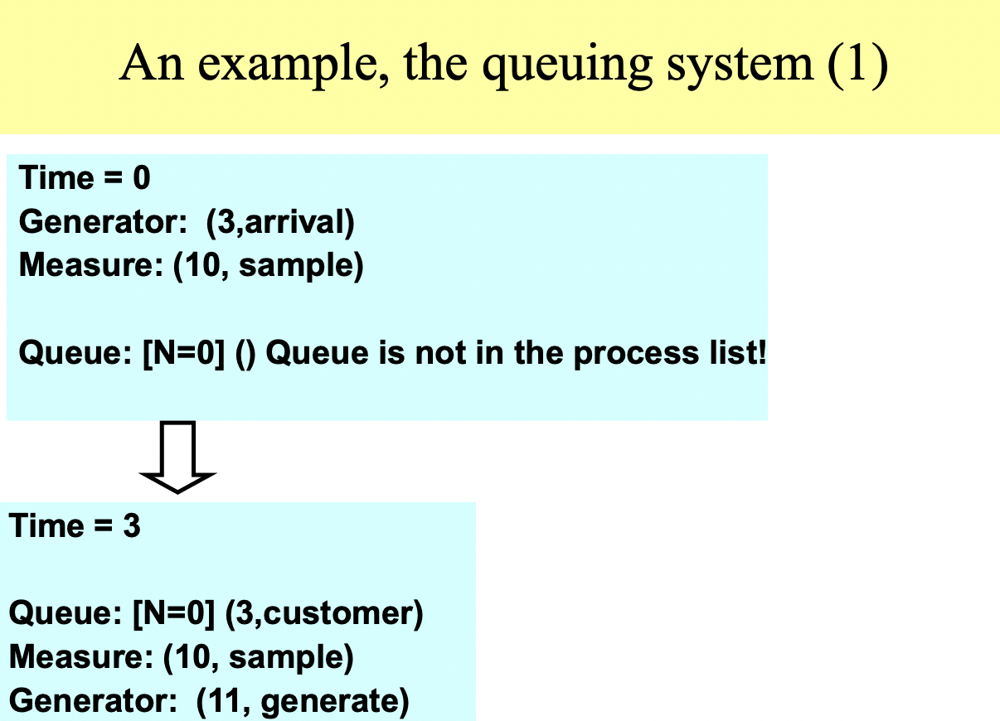 An example, the queuing system (1)
Time = 0
Generator:  (3,arrival)
Measure: (10, sample)
Queue: [N=0] () Queue is not in the process list!
Time = 3
Queue: [N=0] (3,customer)
Measure: (10, sample)
Generator:  (11, generate)